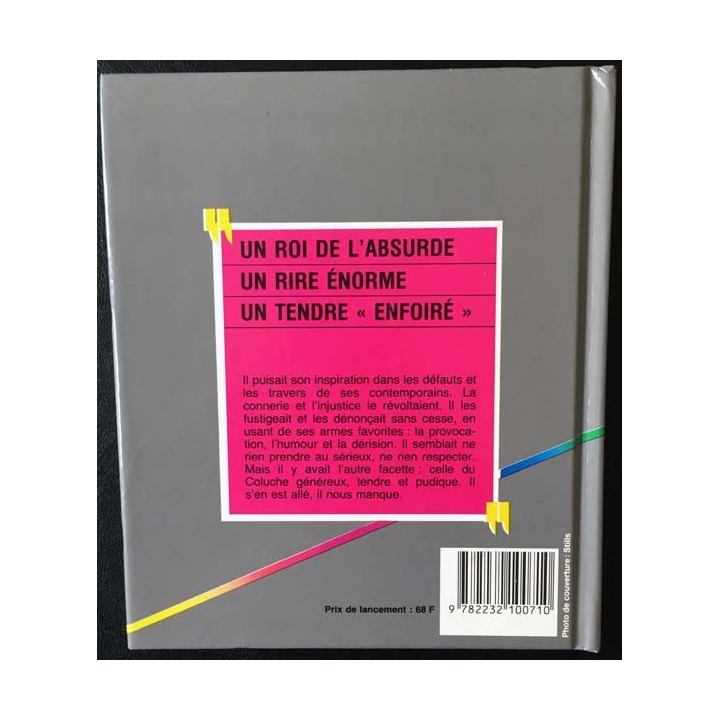 UN ROI DE L'ABSURDE
UN RIRE ÉNORME
UN TENDRE « ENFOIRÉ »
Il puisait son inspiration dans les défauts et
les travers de ses contemporains. La
connerie et l'injustice le révoltaient. Il les
fustigeait et les dénonçait sans cesse, en
usant de ses armes favorites : la provoca-
tion, l'humour et la dérision. Il semblait ne
rien prendre au sérieux, ne rien respecter.
Mais il y avait l'autre facette : celle du
Coluche généreux, tendre et pudique. Il
s'en est allé, il nous manque.
Prix de lancement : 68 F
9 782232 100710
Photo de couverture : Stills